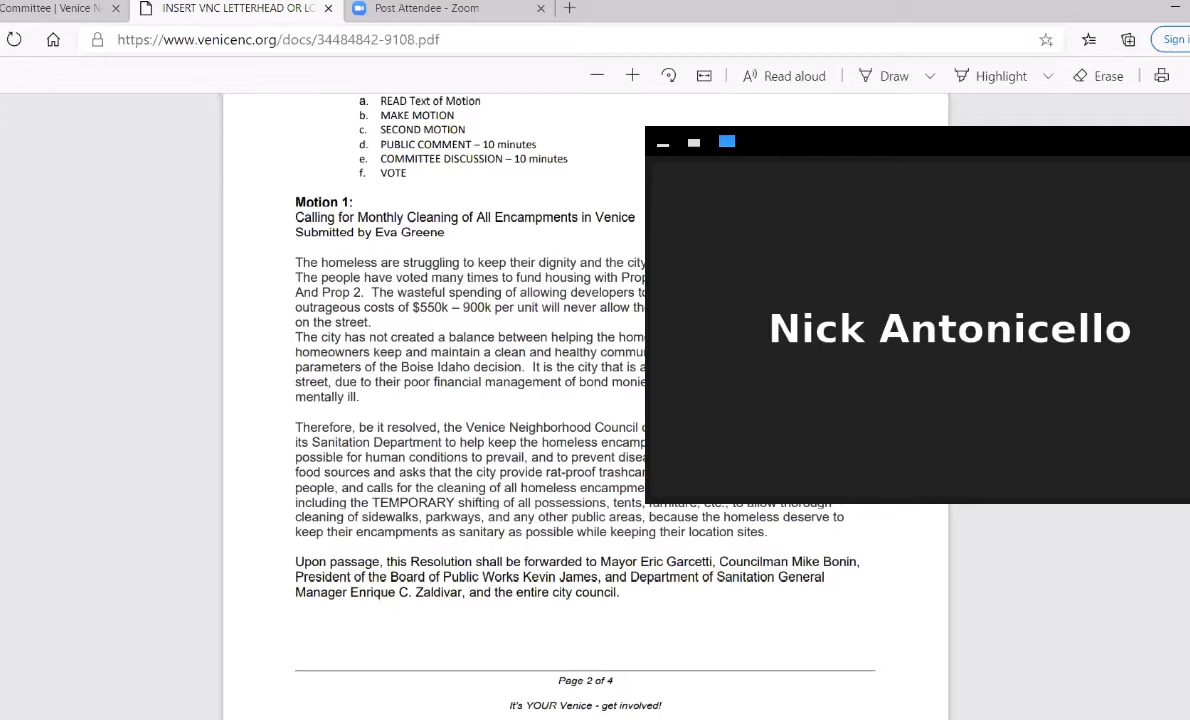 Committee | Venice N
INSERT VNC LETTERHEAD OR LO
Post Attendee - Zoom
https://www.venicenc.org/docs/34484842-9108.pdf
Sign i
Read aloud
Draw
Highlight
Erase
a. READ Text of Motion
b. MAKE MOTION
c. SECOND MOTION
d. PUBLIC COMMENT – 10 minutes
e. COMMITTEE DISCUSSION – 10 minutes
f. VOTE
Motion 1:
Calling for Monthly Cleaning of All Encampments in Venice
Submitted by Eva Greene
The homeless are struggling to keep their dignity and the city
The people have voted many times to fund housing with Prop
And Prop 2. The wasteful spending of allowing developers to
outrageous costs of $550k – 900k per unit will never allow th
on the street.
The city has not created a balance between helping the hom
homeowners keep and maintain a clean and healthy commu
parameters of the Boise Idaho decision. It is the city that is a
street, due to their poor financial management of bond monie
mentally ill.
Therefore, be it resolved, the Venice Neighborhood Council c
its Sanitation Department to help keep the homeless encamp
possible for human conditions to prevail, and to prevent disea
food sources and asks that the city provide rat-proof trashcar
people, and calls for the cleaning of all homeless encampme
including the TEMPORARY shifting of all possessions, tents, furniture, etc., to allow thorough
cleaning of sidewalks, parkways, and any other public areas, because the homeless deserve to
keep their encampments as sanitary as possible while keeping their location sites.
Upon passage, this Resolution shall be forwarded to Mayor Eric Garcetti, Councilman Mike Bonin,
President of the Board of Public Works Kevin James, and Department of Sanitation General
Manager Enrique C. Zaldivar, and the entire city council.
Page 2 of 4
It's YOUR Venice - get involved!
Nick Antonicello